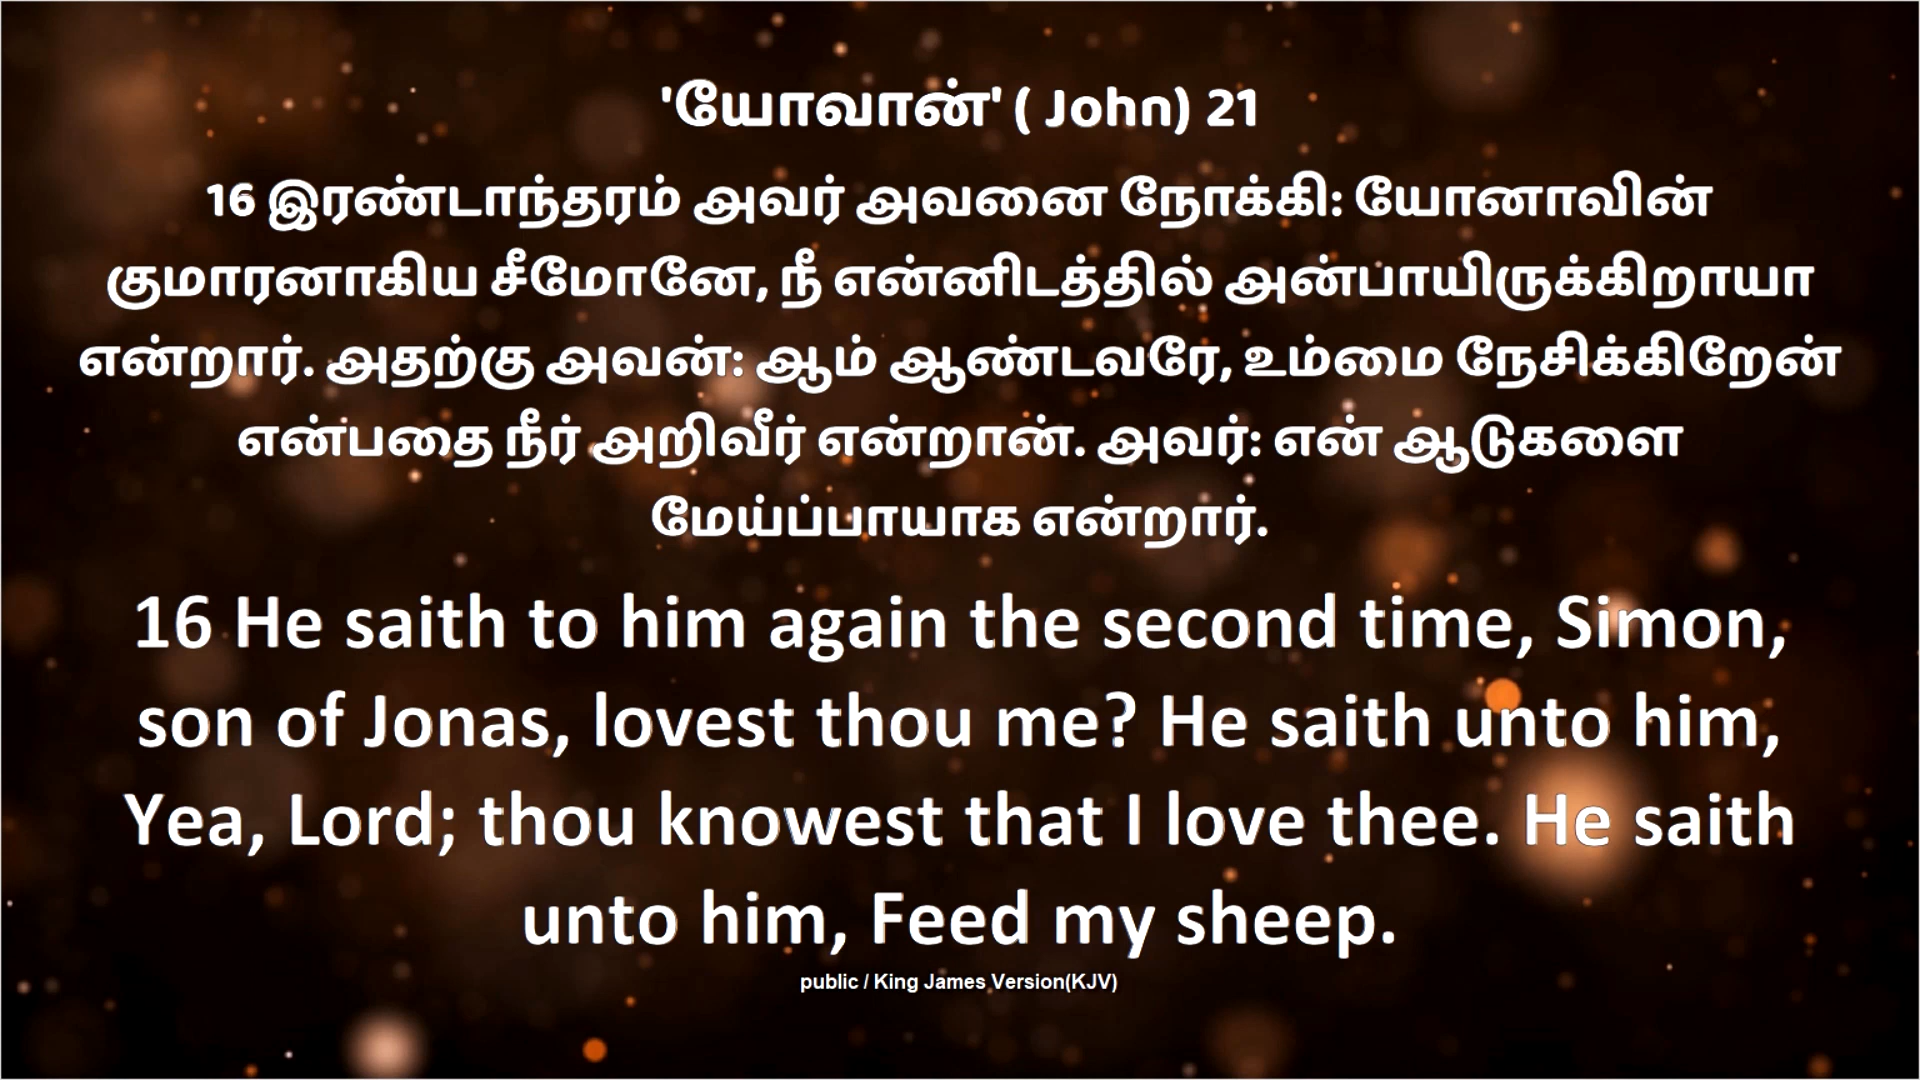 'யோவான்' ( John) 21
16 இரண்டாந்தரம் அவர் அவனை நோக்கி: யோனாவின்
குமாரனாகிய சீமோனே, நீ என்னிடத்தில் அன்பாயிருக்கிறாயா
என்றார். அதற்கு அவன்: ஆம் ஆண்டவரே, உம்மை நேசிக்கிறேன்
என்பதை நீர் அறிவீர் என்றான். அவர்: என் ஆடுகளை
மேய்ப்பாயாக என்றார்.
16 He saith to him again the second time, Simon,
son of Jonas, lovest thou me? He saith unto him,
Yea, Lord; thou knowest that I love thee. He saith
unto him, Feed my sheep.
public / King James Version(KJV)